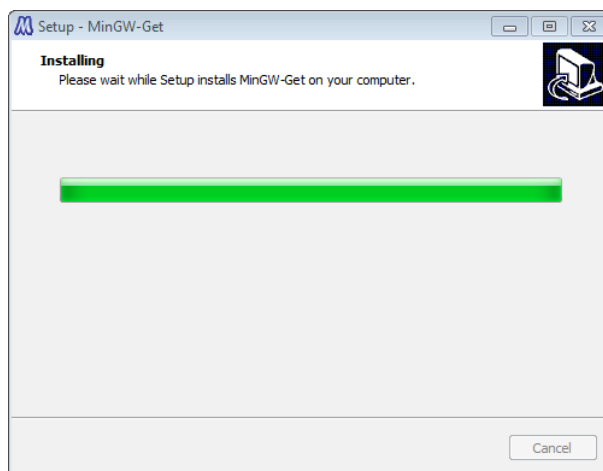 Setup - MinGW-Get
Installing
Please wait while Setup installs MinGW-Get on your computer.
Cancel